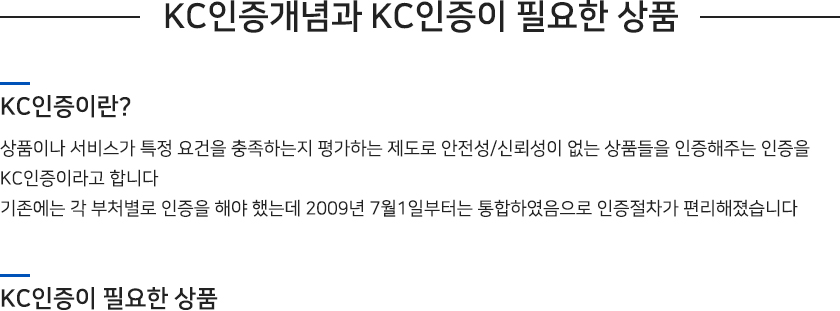 KC인증개념과 KC인증이 필요한 상품
KC인증이란?
상품이나 서비스가 특정 요건을 충족하는지 평가하는 제도로 안전성/신뢰성이 없는 상품들을 인증해주는 인증을
KC인증이라고 합니다
기존에는 각 부처별로 인증을 해야 했는데 2009년 7월1일부터는 통합하였음으로 인증절차가 편리해졌습니다
KC인증이 필요한 상품